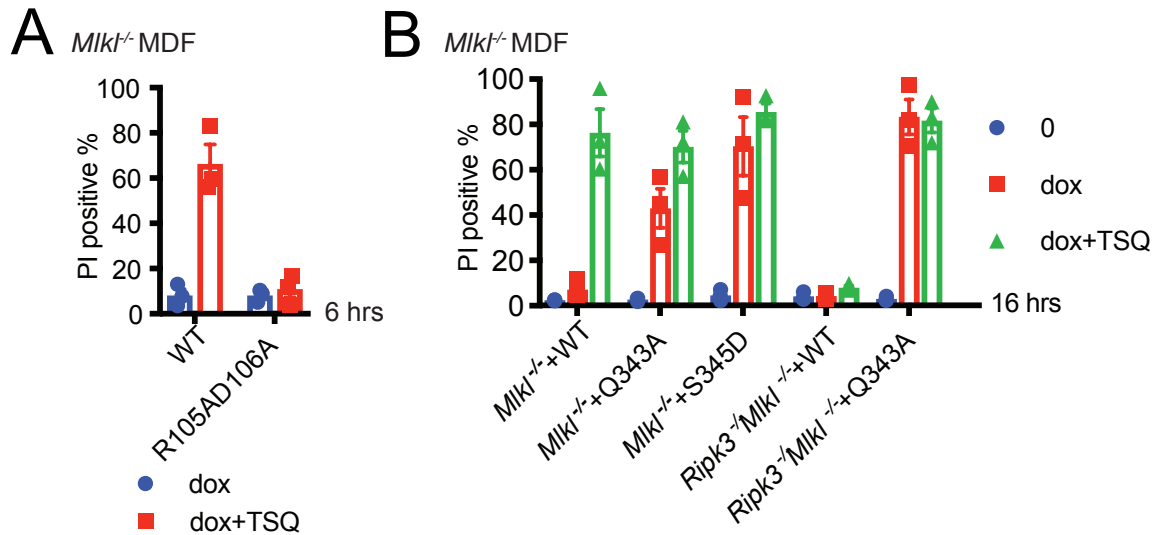 A
Mlkl-/- MDF
PI positive %
100
80
60
40
20
0
WT
R105AD106A
6 hrs
dox
dox+TSQ
B
Mlkl-/- MDF
PI positive %
100
80
60
40
20
0
Mlkl -/-+WT
Mlkl -/-+Q343A
Mlkl -/-+S345D
Ripk3-/-Mlkl -/-+WT
Ripk3-/-Mlkl -/-+Q343A
16 hrs
0
dox
dox+TSQ